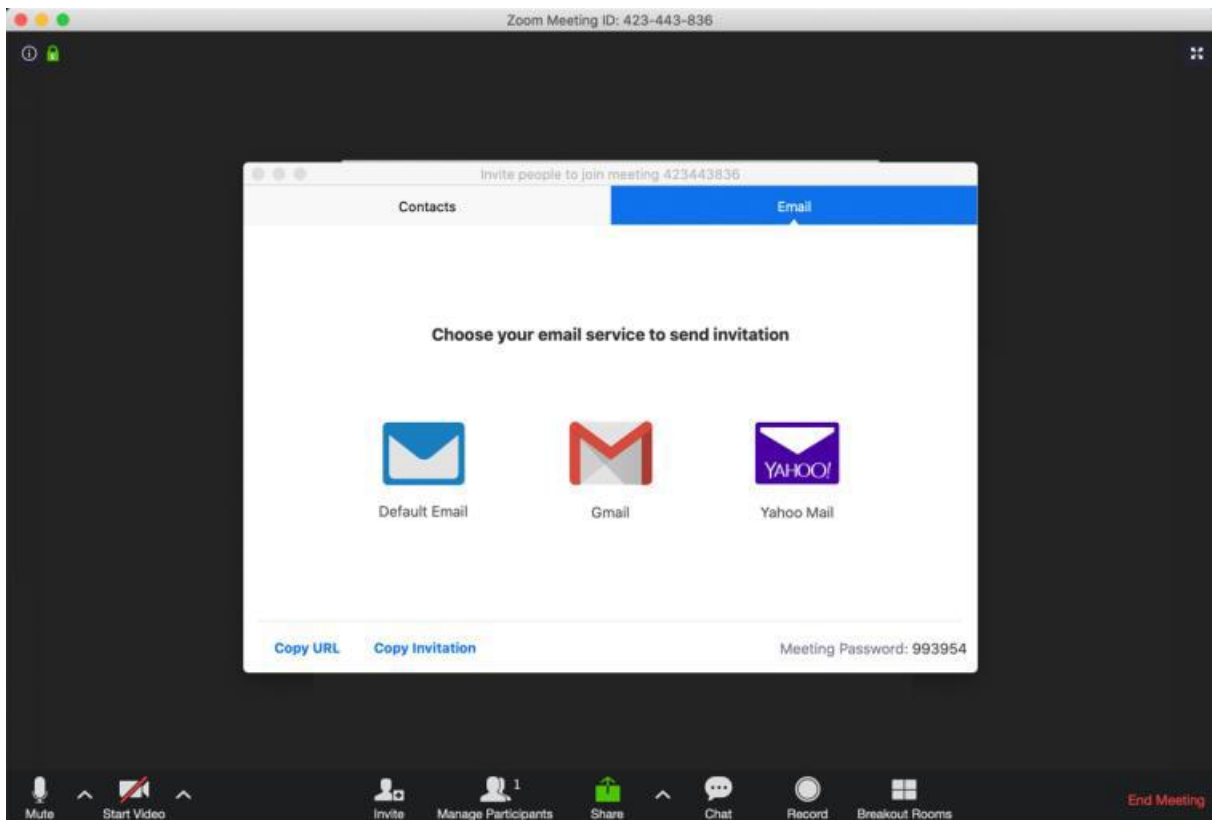 Zoom Meeting ID: 423-443-836
Invite people to join meeting 423443836
Contacts Email
Choose your email service to send invitation
YAHOO!
Default Email Gmail Yahoo Mail
Copy URL Copy Invitation Meeting Password: 993954
1
Mute Start Video Invite Manage Participants Share Chat Record Breakout Rooms End Meeting